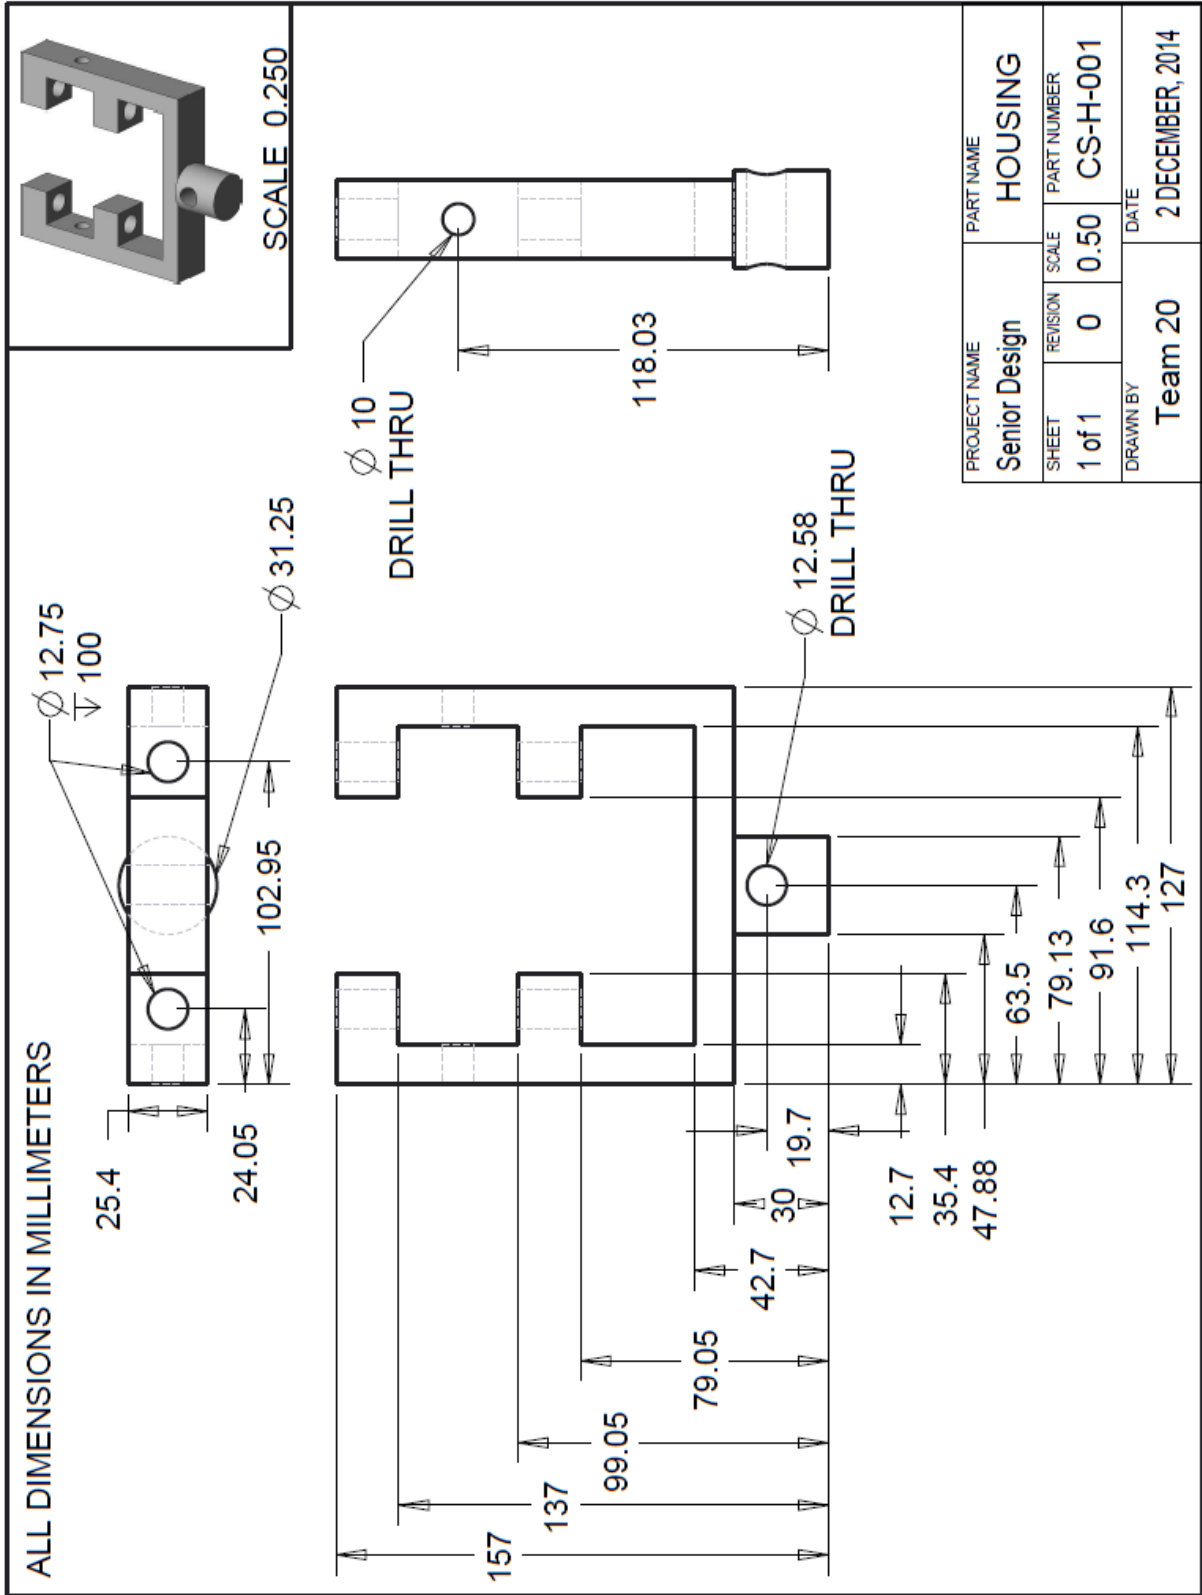 ALL DIMENSIONS IN MILLIMETERS
25.4
24.05
102.95
∅ 12.75
↧ 100
∅ 31.25
SCALE 0.250
157
137
99.05
79.05
42.7
30
19.7
12.7
35.4
47.88
63.5
79.13
91.6
114.3
127
∅ 12.58
DRILL THRU
∅ 10
DRILL THRU
118.03
PROJECT NAME
Senior Design
PART NAME
HOUSING
SHEET
1 of 1
REVISION
0
SCALE
0.50
PART NUMBER
CS-H-001
DRAWN BY
Team 20
DATE
2 DECEMBER, 2014